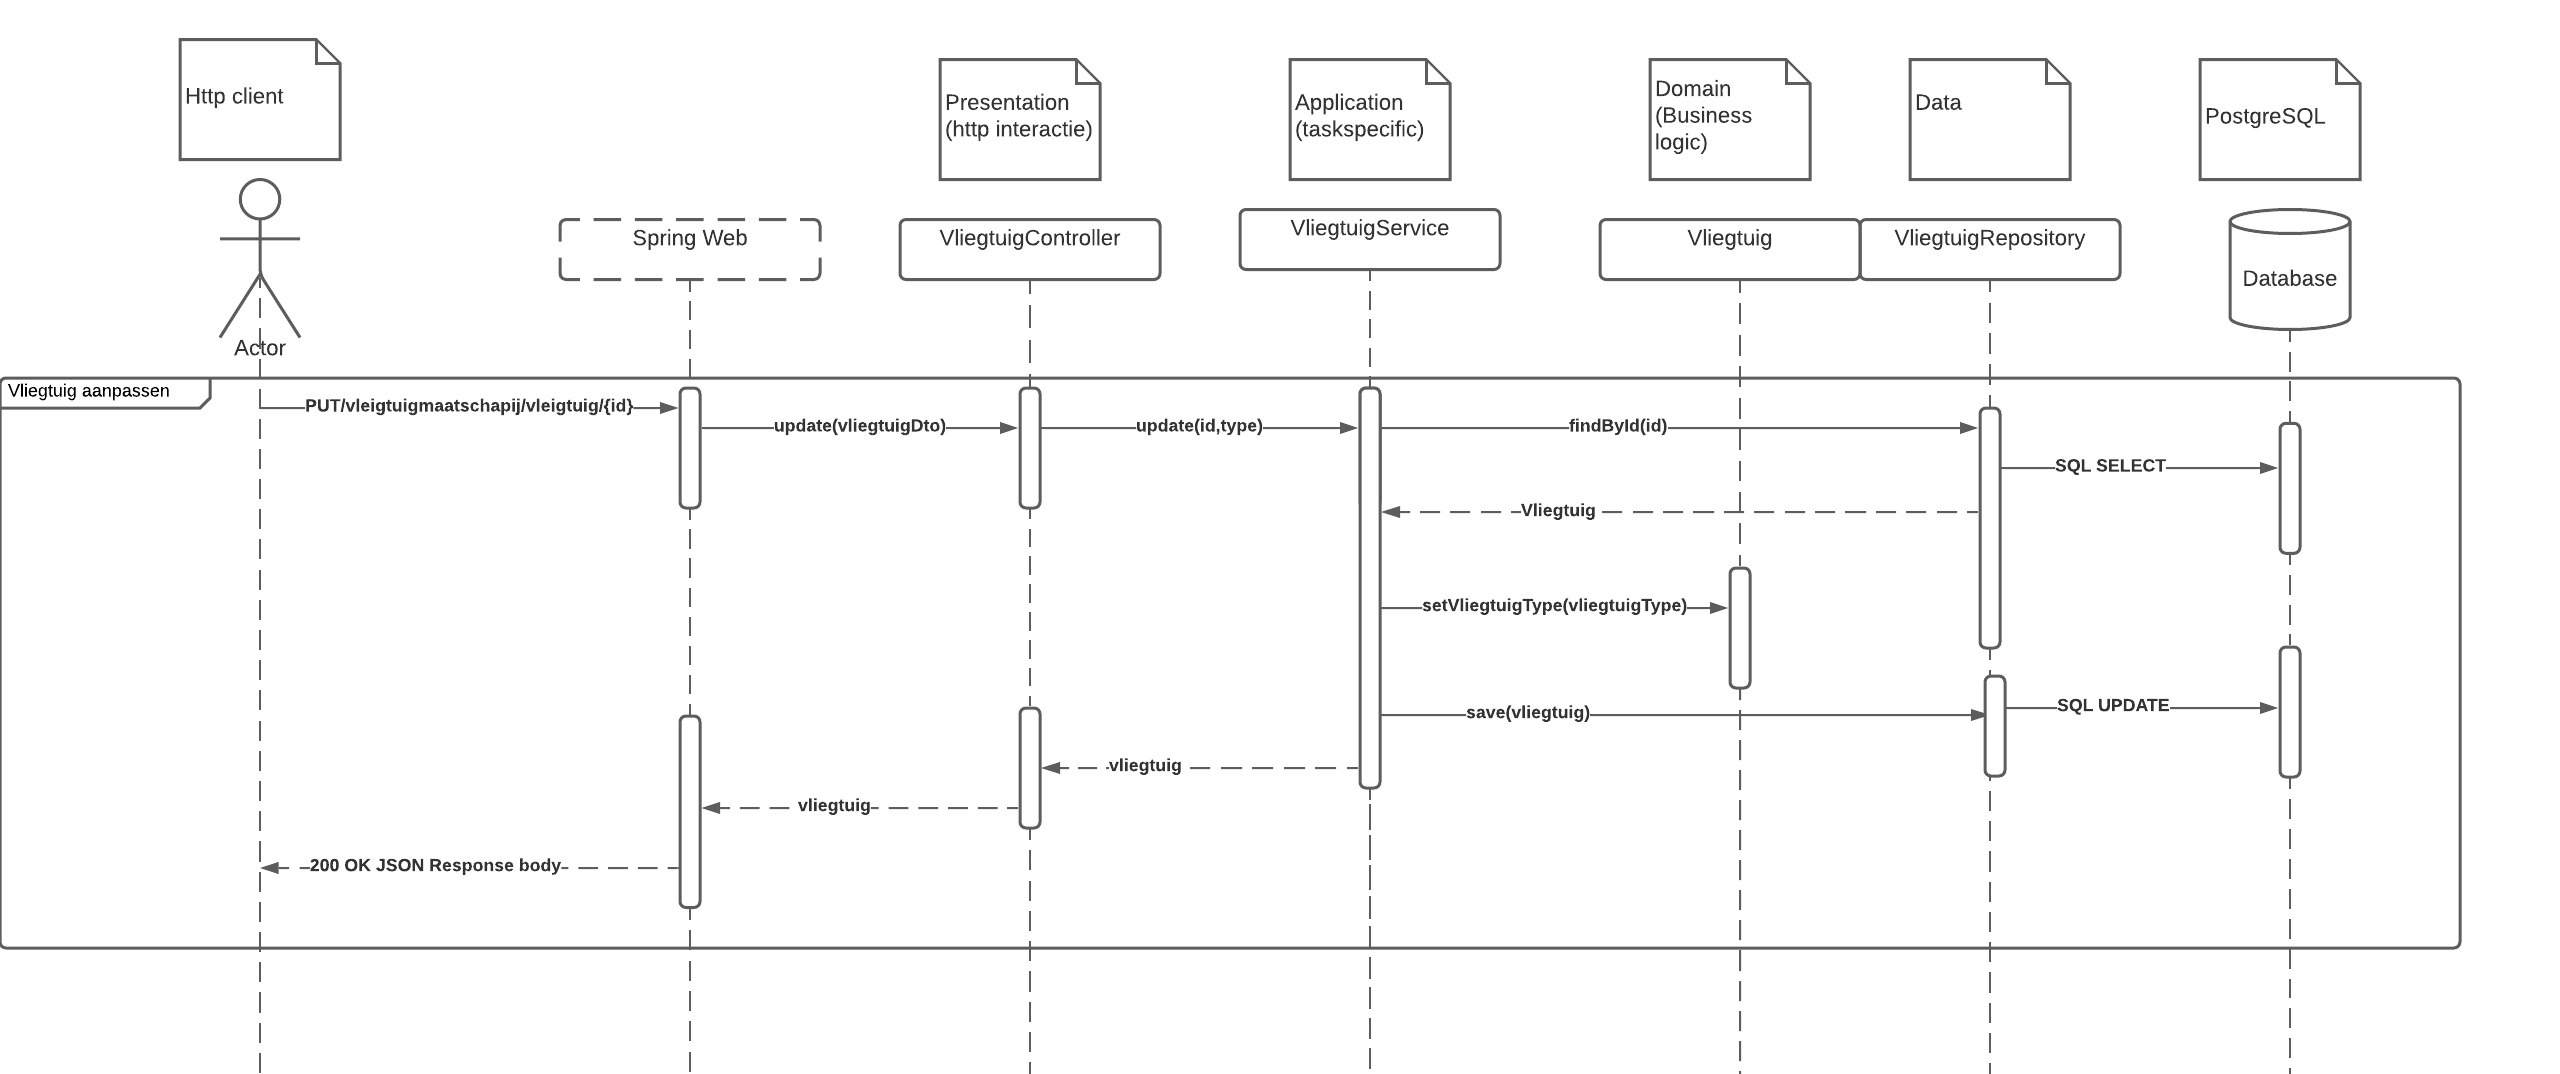 Http client
Presentation
(http interactie)
Application
(taskspecific)
Domain
(Business
logic)
Data
PostgreSQL
Actor
Spring Web
VliegtuigController
VliegtuigService
Vliegtuig
VliegtuigRepository
Database
Vliegtuig aanpassen
PUT/vleigtuigmaatschapij/vleigtuig/{id}
update(vliegtuigDto)
update(id,type)
findById(id)
SQL SELECT
Vliegtuig
setVliegtuigType(vliegtuigType)
save(vliegtuig)
SQL UPDATE
vliegtuig
vliegtuig
200 OK JSON Response body